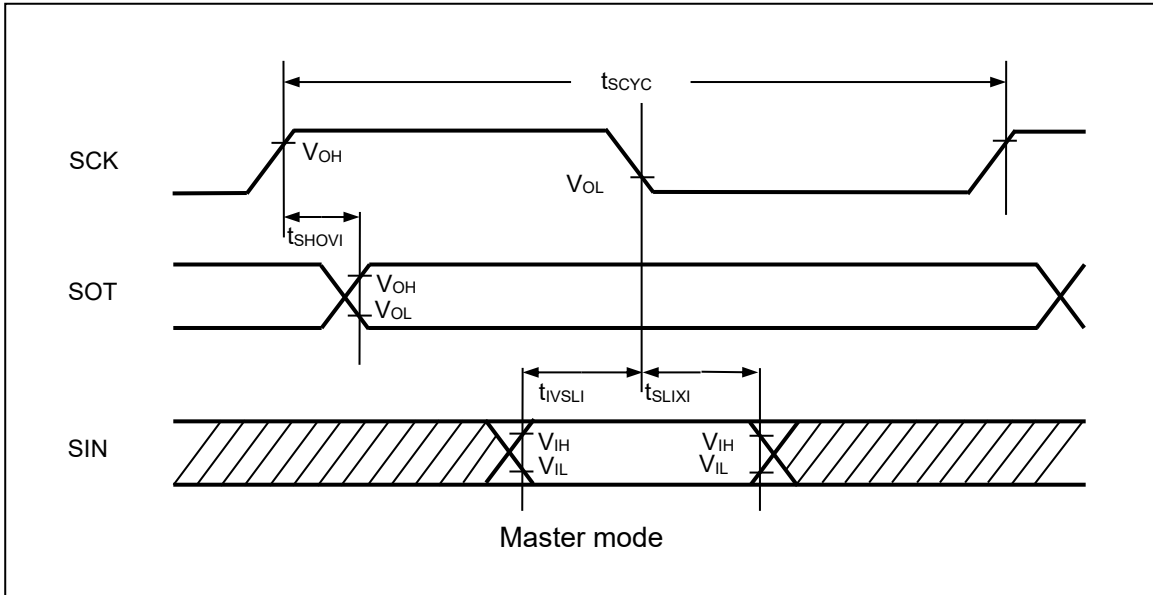 tSCYC
SCK
VOH
VOL
tSHOVI
SOT
VOH
VOL
tIVSLI tSLIXI
SIN
VIH VIH
VIL VIL
Master mode